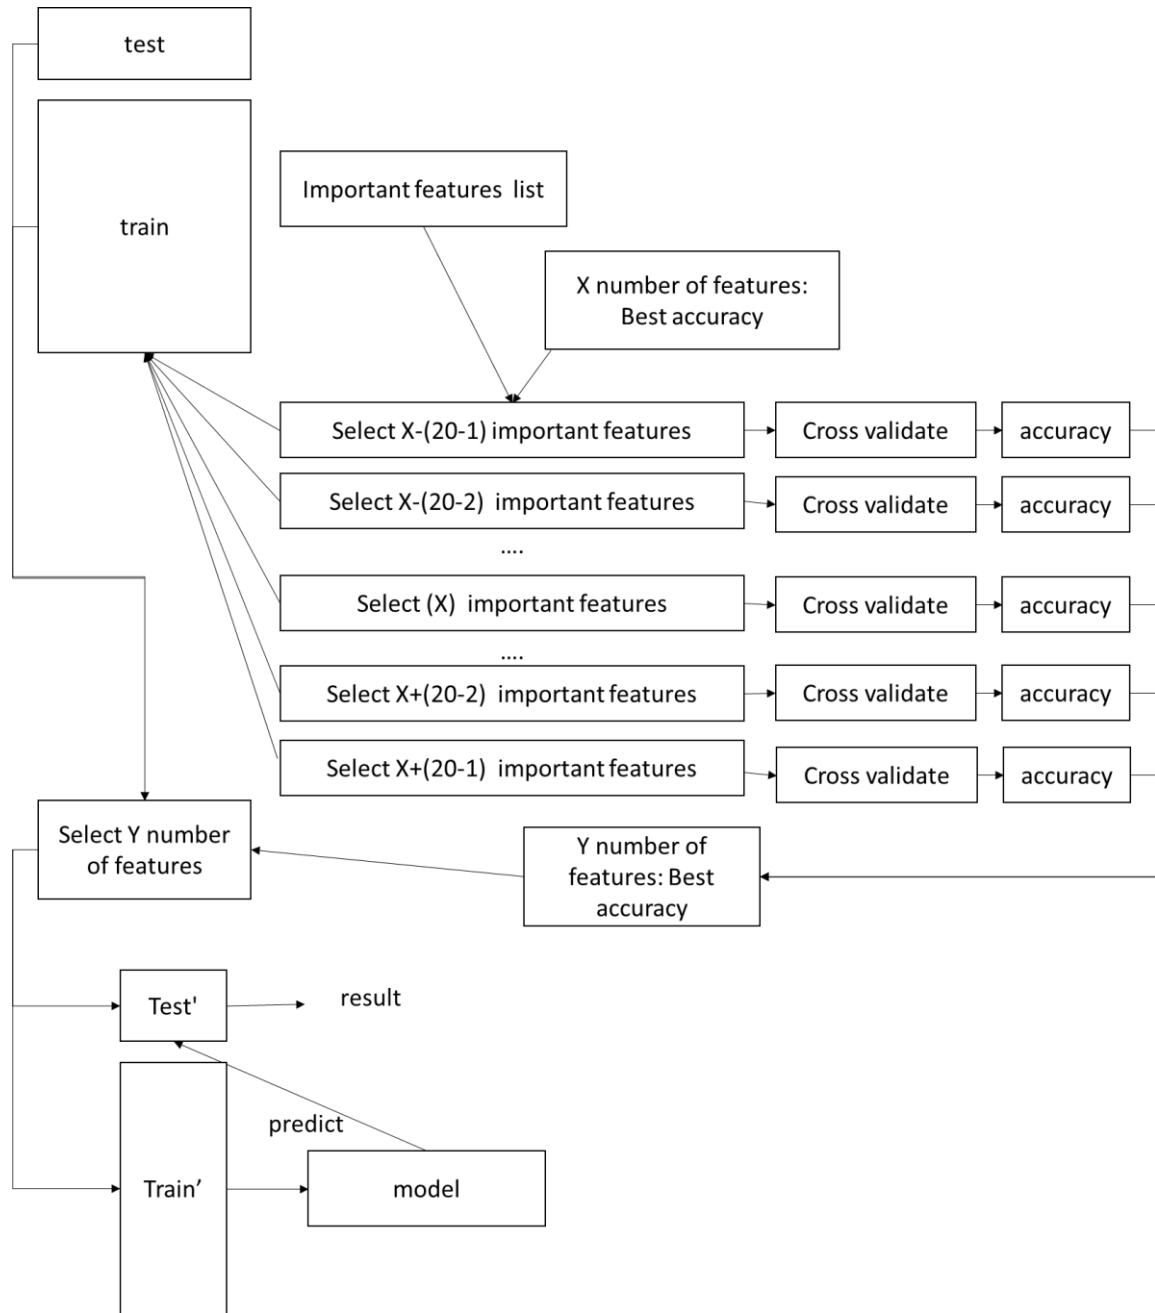 test
train
Important features list
X number of features:
Best accuracy
Select X-(20-1) important features
Cross validate
accuracy
Select X-(20-2) important features
Cross validate
accuracy
....
Select (X) important features
Cross validate
accuracy
....
Select X+(20-2) important features
Cross validate
accuracy
Select X+(20-1) important features
Cross validate
accuracy
Select Y number
of features
Y number of
features: Best
accuracy
Test'
result
predict
Train’
model